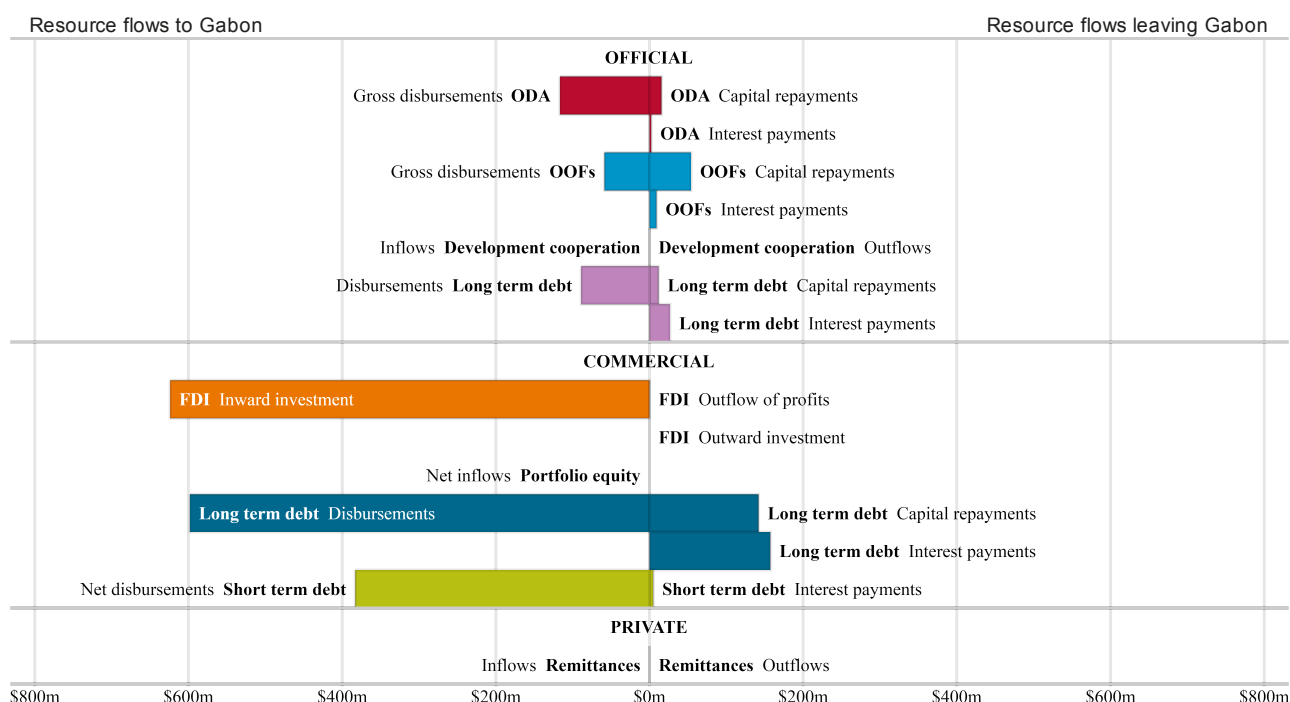 Resource flows to Gabon Resource flows leaving Gabon
OFFICIAL
Gross disbursements ODA ODA Capital repayments
ODA Interest payments
Gross disbursements OOFs OOFs Capital repayments
OOFs Interest payments
Inflows Development cooperation Development cooperation Outflows
Disbursements Long term debt Long term debt Capital repayments
Long term debt Interest payments
COMMERCIAL
FDI Inward investment FDI Outflow of profits
FDI Outward investment
Net inflows Portfolio equity
Long term debt Disbursements Long term debt Capital repayments
Long term debt Interest payments
Net disbursements Short term debt Short term debt Interest payments
PRIVATE
Inflows Remittances Remittances Outflows
$800m $600m $400m $200m $0m $200m $400m $600m $800m